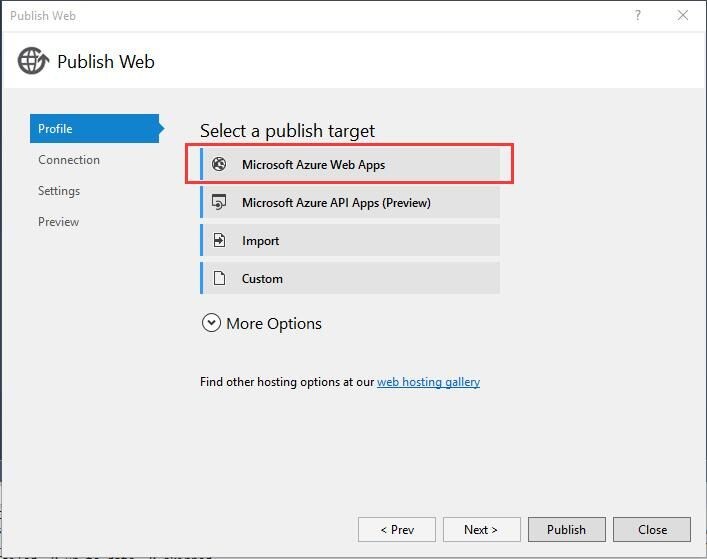 Publish Web
?
Publish Web
Profile
Connection
Settings
Preview
Select a publish target
Microsoft Azure Web Apps
Microsoft Azure API Apps (Preview)
Import
Custom
More Options
Find other hosting options at our web hosting gallery
< Prev
Next >
Publish
Close